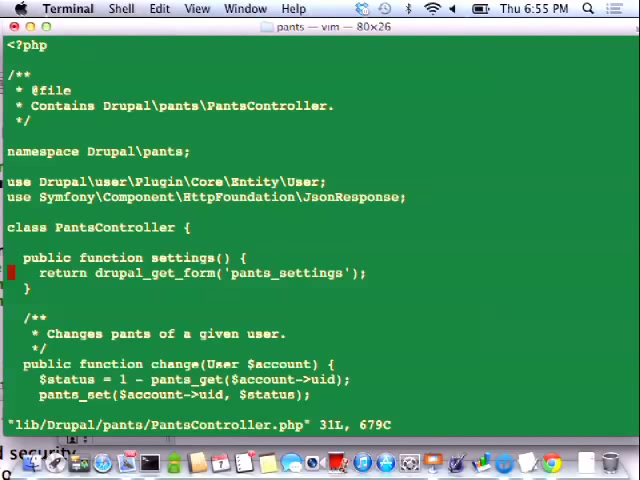 Terminal Shell Edit View Window Help Thu 6:55 PM
pants — vim — 80×26
<?php
/**
* @file
* Contains Drupal\pants\PantsController.
*/
namespace Drupal\pants;
use Drupal\user\Plugin\Core\Entity\User;
use Symfony\Component\HttpFoundation\JsonResponse;
class PantsController {
public function settings() {
return drupal_get_form('pants_settings');
}
/**
* Changes pants of a given user.
*/
public function change(User $account) {
$status = 1 - pants_get($account->uid);
pants_set($account->uid, $status);
"lib/Drupal/pants/PantsController.php" 31L, 679C
d security